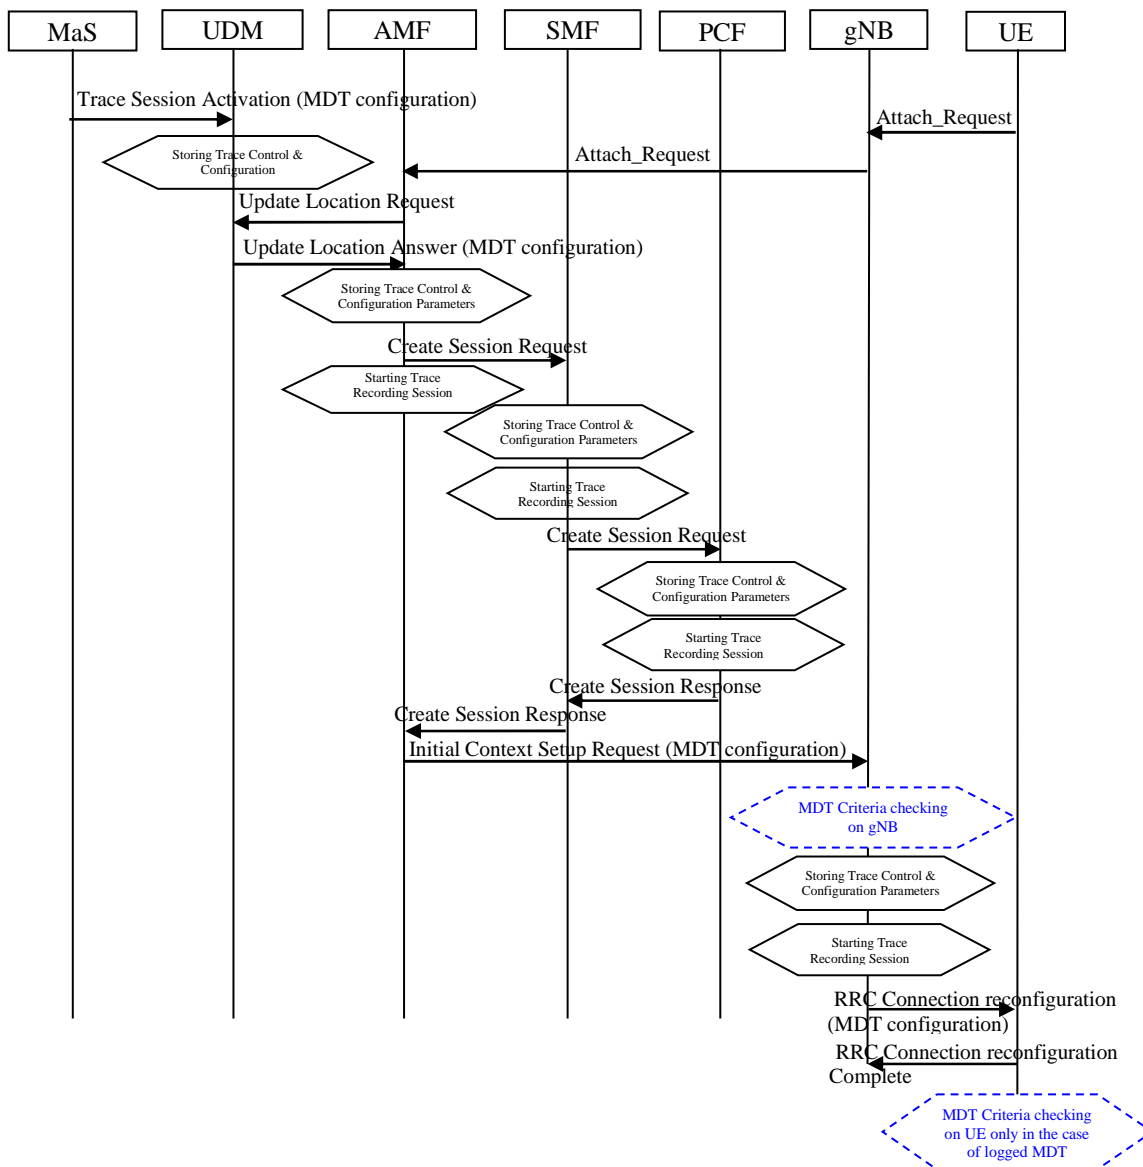 MaS UDM AMF SMF PCF gNB UE
Trace Session Activation (MDT configuration)
Attach_Request
Storing Trace Control &
Configuration
Attach_Request
Update Location Request
Update Location Answer (MDT configuration)
Storing Trace Control &
Configuration Parameters
Create Session Request
Starting Trace
Recording Session
Storing Trace Control &
Configuration Parameters
Starting Trace
Recording Session
Create Session Request
Storing Trace Control &
Configuration Parameters
Starting Trace
Recording Session
Create Session Response
Create Session Response
Initial Context Setup Request (MDT configuration)
MDT Criteria checking
on gNB
Storing Trace Control &
Configuration Parameters
Starting Trace
Recording Session
RRC Connection reconfiguration
(MDT configuration)
RRC Connection reconfiguration
Complete
MDT Criteria checking
on UE only in the case
of logged MDT